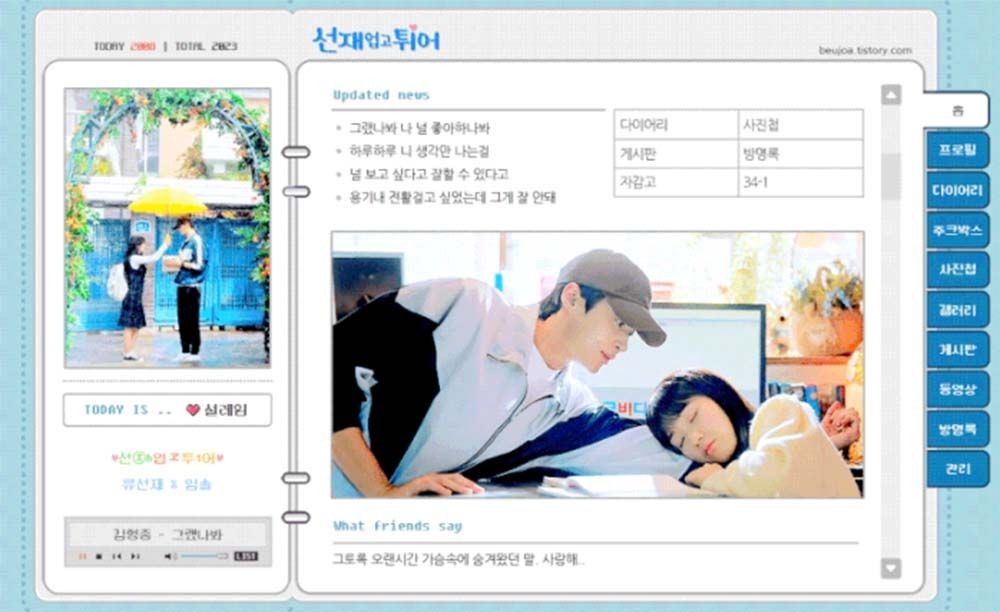 TODAY 2008 | TOTAL 2023
선재업고튀어
beujoa.tistory.com
Updated news
그랬나봐 나 널 좋아하나봐
하루하루 니 생각만 나는걸
널 보고 싶다고 잘할 수 있다고
용기내 전활걸고 싶었는데 그게 잘 안돼
다이어리 사진첩
게시판 방명록
자감고 34-1
홈
프로필
다이어리
주크박스
사진첩
갤러리
게시판
동영상
방명록
관리
TODAY IS .. ♥설레임
♥선재업고튀어♥
류선재 x 임솔
김형중 - 그랬나봐
LIST
비디
What friends say
그토록 오랜시간 가슴속에 숨겨왔던 말. 사랑해..